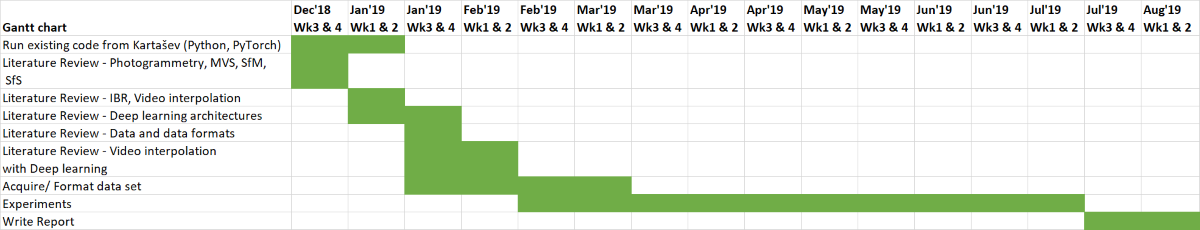 Dec'18 Jan'19 Jan'19 Feb'19 Feb'19 Mar'19 Mar'19 Apr'19 Apr'19 May'19 May'19 Jun'19 Jun'19 Jul'19 Jul'19 Aug'19
Gantt chart Wk3 & 4 Wk1 & 2 Wk3 & 4 Wk1 & 2 Wk3 & 4 Wk1 & 2 Wk3 & 4 Wk1 & 2 Wk3 & 4 Wk1 & 2 Wk3 & 4 Wk1 & 2 Wk3 & 4 Wk1 & 2 Wk3 & 4 Wk1 & 2
Run existing code from Kartašev (Python, PyTorch)
Literature Review - Photogrammetry, MVS, SfM,
SfS
Literature Review - IBR, Video interpolation
Literature Review - Deep learning architectures
Literature Review - Data and data formats
Literature Review - Video interpolation
with Deep learning
Acquire/ Format data set
Experiments
Write Report